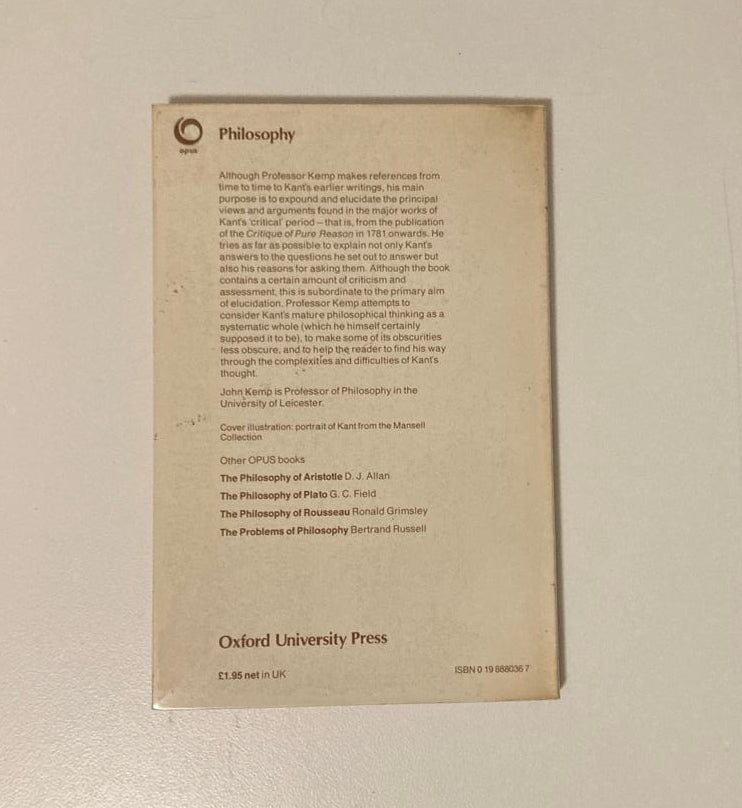 opus
Philosophy
Although Professor Kemp makes references from
time to time to Kant's earlier writings, his main
purpose is to expound and elucidate the principal
views and arguments found in the major works of
Kant's 'critical' period – that is, from the publication
of the Critique of Pure Reason in 1781 onwards. He
tries as far as possible to explain not only Kant's
answers to the questions he set out to answer but
also his reasons for asking them. Although the book
contains a certain amount of criticism and
assessment, this is subordinate to the primary aim
of elucidation. Professor Kemp attempts to
consider Kant's mature philosophical thinking as a
systematic whole (which he himself certainly
supposed it to be), to make some of its obscurities
less obscure, and to help the reader to find his way
through the complexities and difficulties of Kant's
thought.
John Kemp is Professor of Philosophy in the
University of Leicester.
Cover illustration: portrait of Kant from the Mansell
Collection
Other OPUS books
The Philosophy of Aristotle D. J. Allan
The Philosophy of Plato G. C. Field
The Philosophy of Rousseau Ronald Grimsley
The Problems of Philosophy Bertrand Russell
Oxford University Press
£1.95 net in UK
ISBN 0 19 888036 7